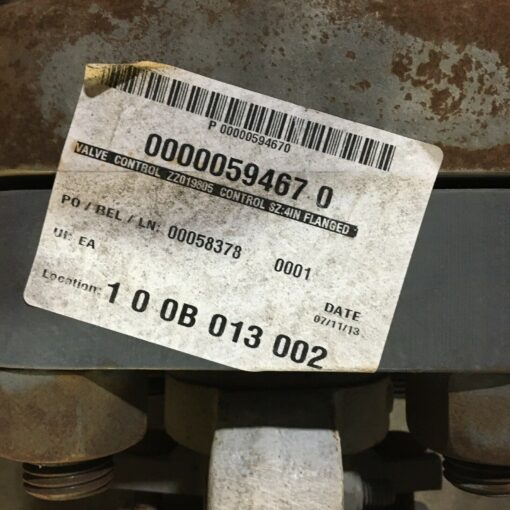 P 00000594670
0000059467 0
VALVE CONTROL ZZ019805 CONTROL SZ:4IN FLANGED
PO / REL / LN: 00058378 0001
UI: EA
DATE
07/11/13
Location: 1 0 0B 013 002